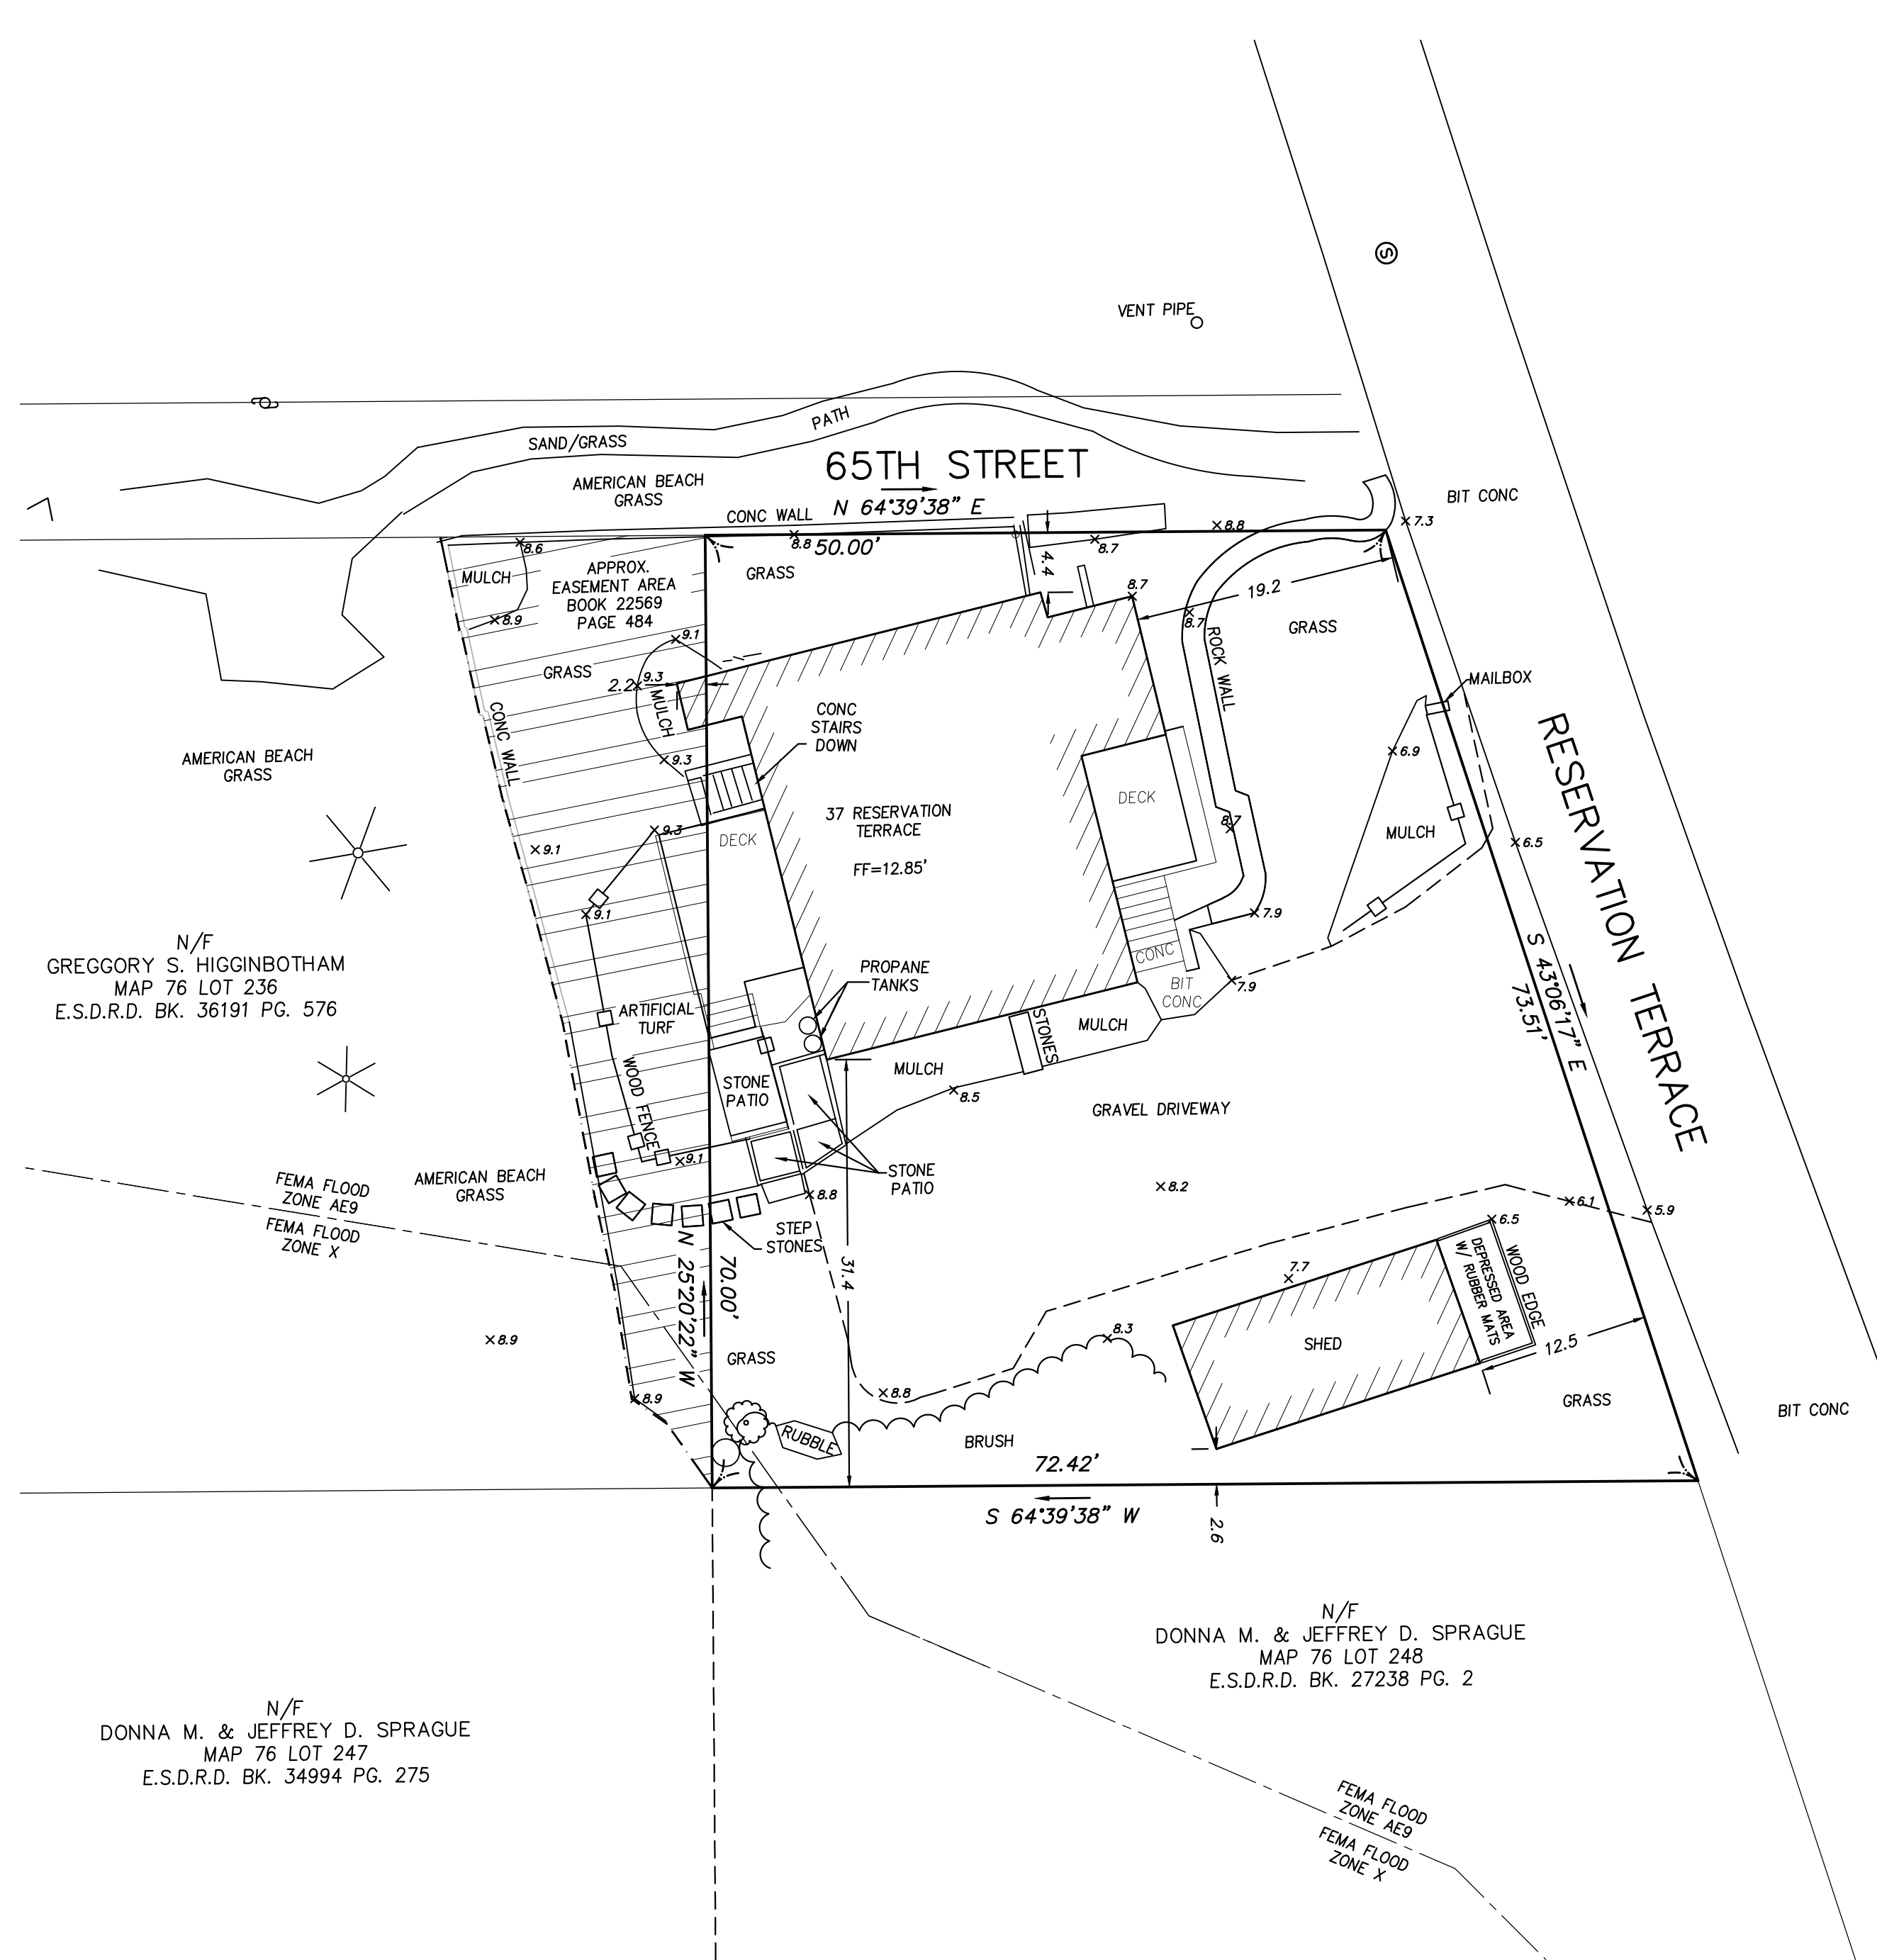 S
VENT PIPE
PATH
SAND/GRASS
65TH STREET
AMERICAN BEACH
GRASS
BIT CONC
N 64°39'38" E
CONC WALL
7.3
8.8
8.8
50.00'
8.6
8.7
4.4
APPROX.
EASEMENT AREA
BOOK 22569
PAGE 484
MULCH
GRASS
8.7
19.2
8.9
8.7
GRASS
9.1
ROCK WALL
GRASS
9.3
2.2
MULCH
MAILBOX
CONC WALL
CONC
STAIRS
DOWN
RESERVATION TERRACE
AMERICAN BEACH
GRASS
9.3
6.9
DECK
37 RESERVATION
TERRACE
FF=12.85'
8.7
MULCH
9.3
DECK
6.5
9.1
9.1
7.9
N/F
GREGGORY S. HIGGINBOTHAM
MAP 76 LOT 236
E.S.D.R.D. BK. 36191 PG. 576
CONC
S 43°06'17" E
73.51'
PROPANE
TANKS
BIT
CONC
7.9
ARTIFICIAL
TURF
STONES
MULCH
MULCH
WOOD FENCE
STONE
PATIO
8.5
GRAVEL DRIVEWAY
9.1
STONE
PATIO
AMERICAN BEACH
GRASS
FEMA FLOOD
ZONE AE9
FEMA FLOOD
ZONE X
8.8
8.2
6.1
5.9
6.5
STEP
STONES
N 25°20'22" W
70.00'
31.4
7.7
DEPRESSED AREA
W/ RUBBER MATS
WOOD EDGE
8.9
8.3
SHED
12.5
GRASS
8.9
8.8
GRASS
BIT CONC
RUBBLE
BRUSH
72.42'
S 64°39'38" W
2.6
N/F
DONNA M. & JEFFREY D. SPRAGUE
MAP 76 LOT 248
E.S.D.R.D. BK. 27238 PG. 2
N/F
DONNA M. & JEFFREY D. SPRAGUE
MAP 76 LOT 247
E.S.D.R.D. BK. 34994 PG. 275
FEMA FLOOD
ZONE AE9
FEMA FLOOD
ZONE X